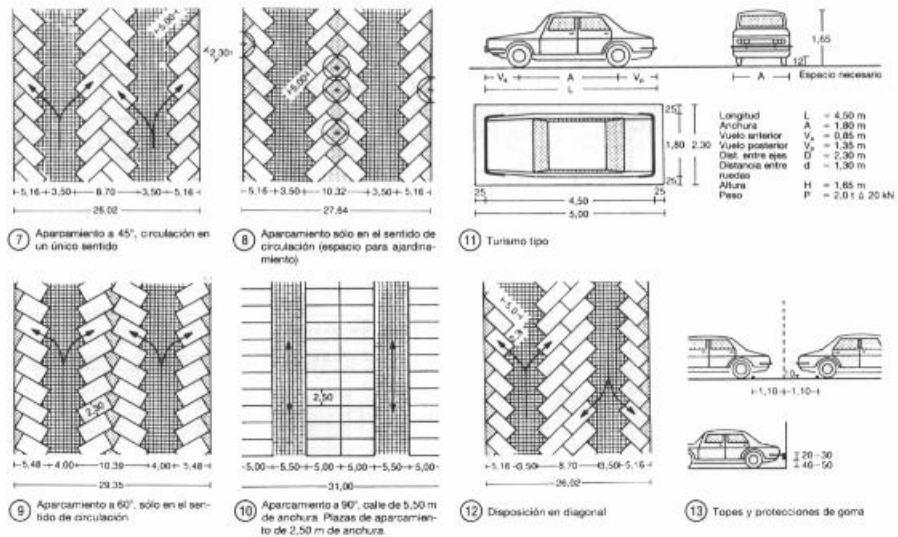 5,00
2,30
5,00
5,16 3,50 8,70 3,50 5,16
26,02
7 Aparcamiento a 45°, circulación en
un único sentido
5,16 3,50 10,32 3,50 5,16
27,64
8 Aparcamiento sólo en el sentido de
circulación (espacio para ajardina-
miento)
1,65
12
Vₐ A Vₚ
L
A
Espacio necesario
25
1,80 2,30
25
25 25
4,50
5,00
Longitud L = 4,50 m
Anchura A = 1,80 m
Vuelo anterior Vₐ = 0,85 m
Vuelo posterior Vₚ = 1,35 m
Dist. entre ejes D = 2,30 m
Distancia entre d = 1,30 m
ruedas
Altura H = 1,65 m
Peso P = 2,0 t á 20 kN
11 Turismo tipo
2,30
5,48 4,00 10,39 4,00 5,48
29,35
9 Aparcamiento a 60°, sólo en el sen-
tido de circulación
2,50
5,00 5,50 5,00 5,00 5,50 5,00
31,00
10 Aparcamiento a 90°, calle de 5,50 m
de anchura. Plazas de aparcamien-
to de 2,50 m de anchura.
5,0
5,16 3,50 8,70 3,50 5,16
26,02
12 Disposición en diagonal
1,10 1,10
20-30
40-50
13 Topes y protecciones de goma